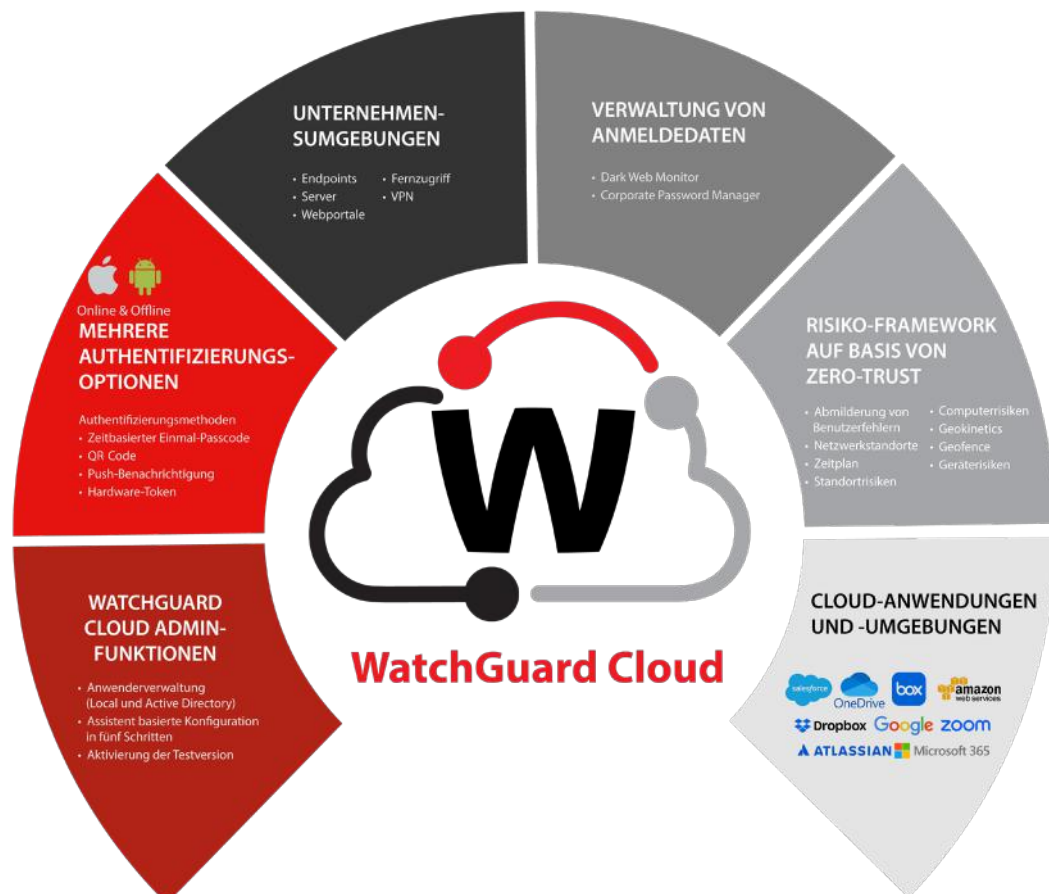 UNTERNEHMEN-
SUMGEBUNGEN
• Endpoints
• Server
• Webportale
• Fernzugriff
• VPN
VERWALTUNG VON
ANMELDEDATEN
• Dark Web Monitor
• Corporate Password Manager
Online & Offline
MEHRERE
AUTHENTIFIZIERUNGS-
OPTIONEN
Authentifizierungsmethoden
• Zeitbasierter Einmal-Passcode
• QR Code
• Push-Benachrichtigung
• Hardware-Token
RISIKO-FRAMEWORK
AUF BASIS VON
ZERO-TRUST
• Abmilderung von
Benutzerfehlern
• Netzwerkstandorte
• Zeitplan
• Standortrisiken
• Computerrisiken
• Geokinetics
• Geofence
• Geräterisiken
W
WatchGuard Cloud
WATCHGUARD
CLOUD ADMIN-
FUNKTIONEN
• Anwenderverwaltung
(Local und Active Directory)
• Assistent basierte Konfiguration
in fünf Schritten
• Aktivierung der Testversion
CLOUD-ANWENDUNGEN
UND -UMGEBUNGEN
salesforce
OneDrive
box
amazon
web services
Dropbox
Google
zoom
ATLASSIAN
Microsoft 365